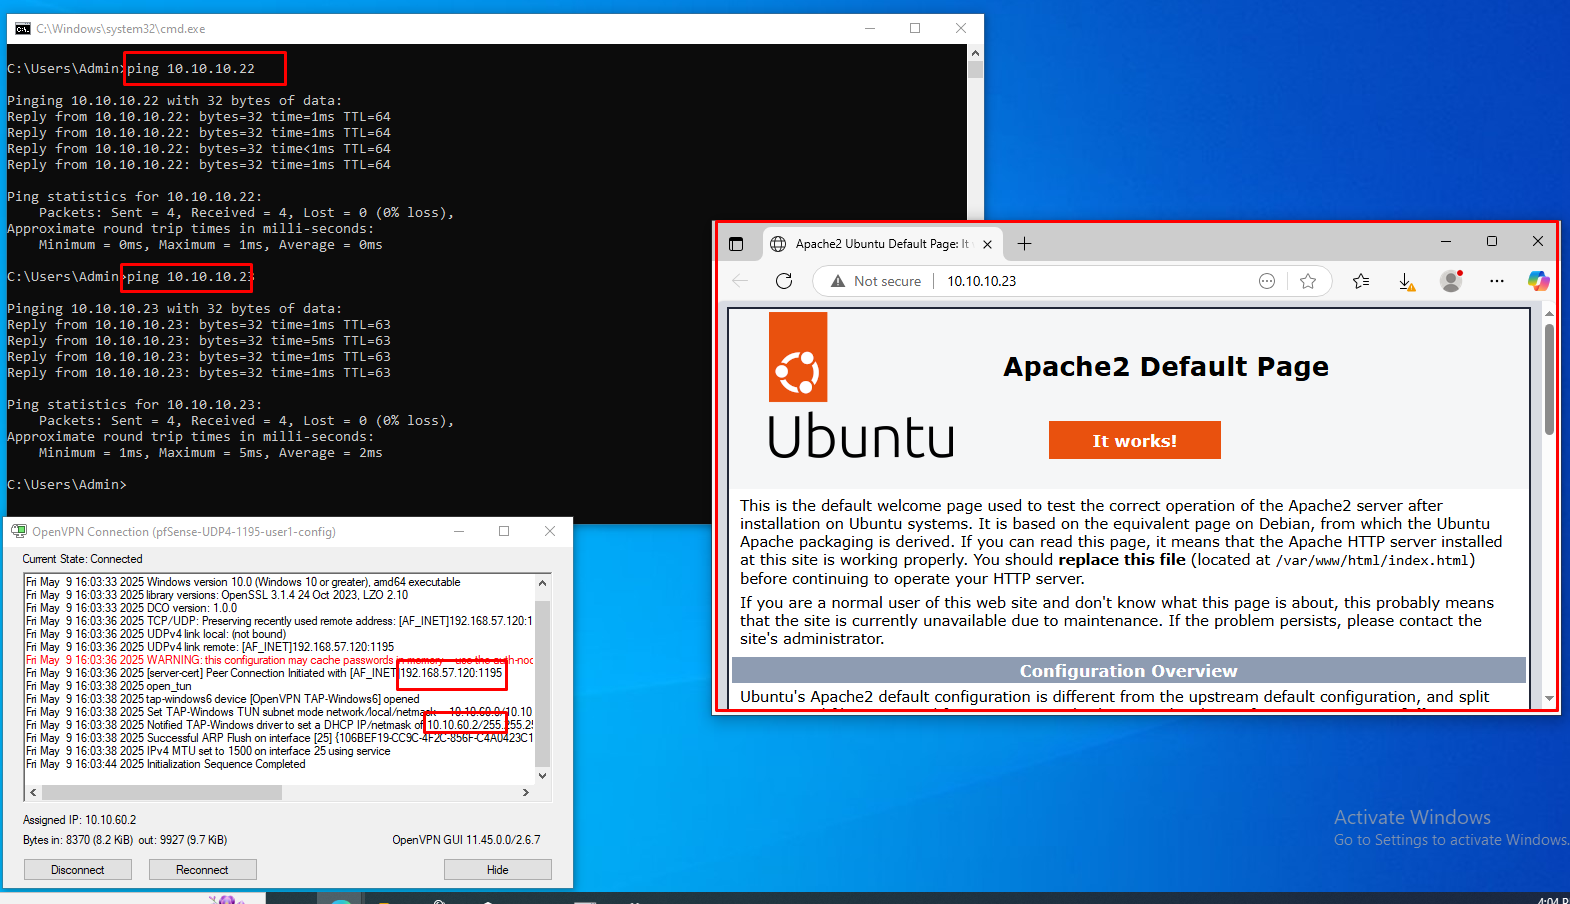 C:\Windows\system32\cmd.exe
C:\Users\Admin>ping 10.10.10.22
Pinging 10.10.10.22 with 32 bytes of data:
Reply from 10.10.10.22: bytes=32 time=1ms TTL=64
Reply from 10.10.10.22: bytes=32 time=1ms TTL=64
Reply from 10.10.10.22: bytes=32 time<1ms TTL=64
Reply from 10.10.10.22: bytes=32 time=1ms TTL=64
Ping statistics for 10.10.10.22:
Packets: Sent = 4, Received = 4, Lost = 0 (0% loss),
Approximate round trip times in milli-seconds:
Minimum = 0ms, Maximum = 1ms, Average = 0ms
C:\Users\Admin>ping 10.10.10.23
Pinging 10.10.10.23 with 32 bytes of data:
Reply from 10.10.10.23: bytes=32 time=1ms TTL=63
Reply from 10.10.10.23: bytes=32 time=5ms TTL=63
Reply from 10.10.10.23: bytes=32 time=1ms TTL=63
Reply from 10.10.10.23: bytes=32 time=1ms TTL=63
Ping statistics for 10.10.10.23:
Packets: Sent = 4, Received = 4, Lost = 0 (0% loss),
Approximate round trip times in milli-seconds:
Minimum = 1ms, Maximum = 5ms, Average = 2ms
C:\Users\Admin>
OpenVPN Connection (pfSense-UDP4-1195-user1-config)
Current State: Connected
Fri May 9 16:03:33 2025 Windows version 10.0 (Windows 10 or greater), amd64 executable
Fri May 9 16:03:33 2025 library versions: OpenSSL 3.1.4 24 Oct 2023, LZO 2.10
Fri May 9 16:03:33 2025 DCO version: 1.0.0
Fri May 9 16:03:36 2025 TCP/UDP: Preserving recently used remote address: [AF_INET]192.168.57.120:1
Fri May 9 16:03:36 2025 UDPv4 link local: (not bound)
Fri May 9 16:03:36 2025 UDPv4 link remote: [AF_INET]192.168.57.120:1195
Fri May 9 16:03:36 2025 WARNING: this configuration may cache passwords in memory -- use the auth-noc
Fri May 9 16:03:36 2025 [server-cert] Peer Connection Initiated with [AF_INET]192.168.57.120:1195
Fri May 9 16:03:38 2025 open_tun
Fri May 9 16:03:38 2025 tap-windows6 device [OpenVPN TAP-Windows6] opened
Fri May 9 16:03:38 2025 Set TAP-Windows TUN subnet mode network/local/netmask = 10.10.60.0/10.10
Fri May 9 16:03:38 2025 Notified TAP-Windows driver to set a DHCP IP/netmask of 10.10.60.2/255.255.25
Fri May 9 16:03:38 2025 Successful ARP Flush on interface [25] {106BEF19-CC9C-4F2C-856F-C4A0423C1
Fri May 9 16:03:38 2025 IPv4 MTU set to 1500 on interface 25 using service
Fri May 9 16:03:44 2025 Initialization Sequence Completed
Assigned IP: 10.10.60.2
Bytes in: 8370 (8.2 KiB) out: 9927 (9.7 KiB) OpenVPN GUI 11.45.0.0/2.6.7
Disconnect Reconnect Hide
Apache2 Ubuntu Default Page: It
Not secure 10.10.10.23
Apache2 Default Page
Ubuntu
It works!
This is the default welcome page used to test the correct operation of the Apache2 server after
installation on Ubuntu systems. It is based on the equivalent page on Debian, from which the Ubuntu
Apache packaging is derived. If you can read this page, it means that the Apache HTTP server installed
at this site is working properly. You should replace this file (located at /var/www/html/index.html)
before continuing to operate your HTTP server.
If you are a normal user of this web site and don't know what this page is about, this probably means
that the site is currently unavailable due to maintenance. If the problem persists, please contact the
site's administrator.
Configuration Overview
Ubuntu's Apache2 default configuration is different from the upstream default configuration, and split
Activate Windows
Go to Settings to activate Windows.